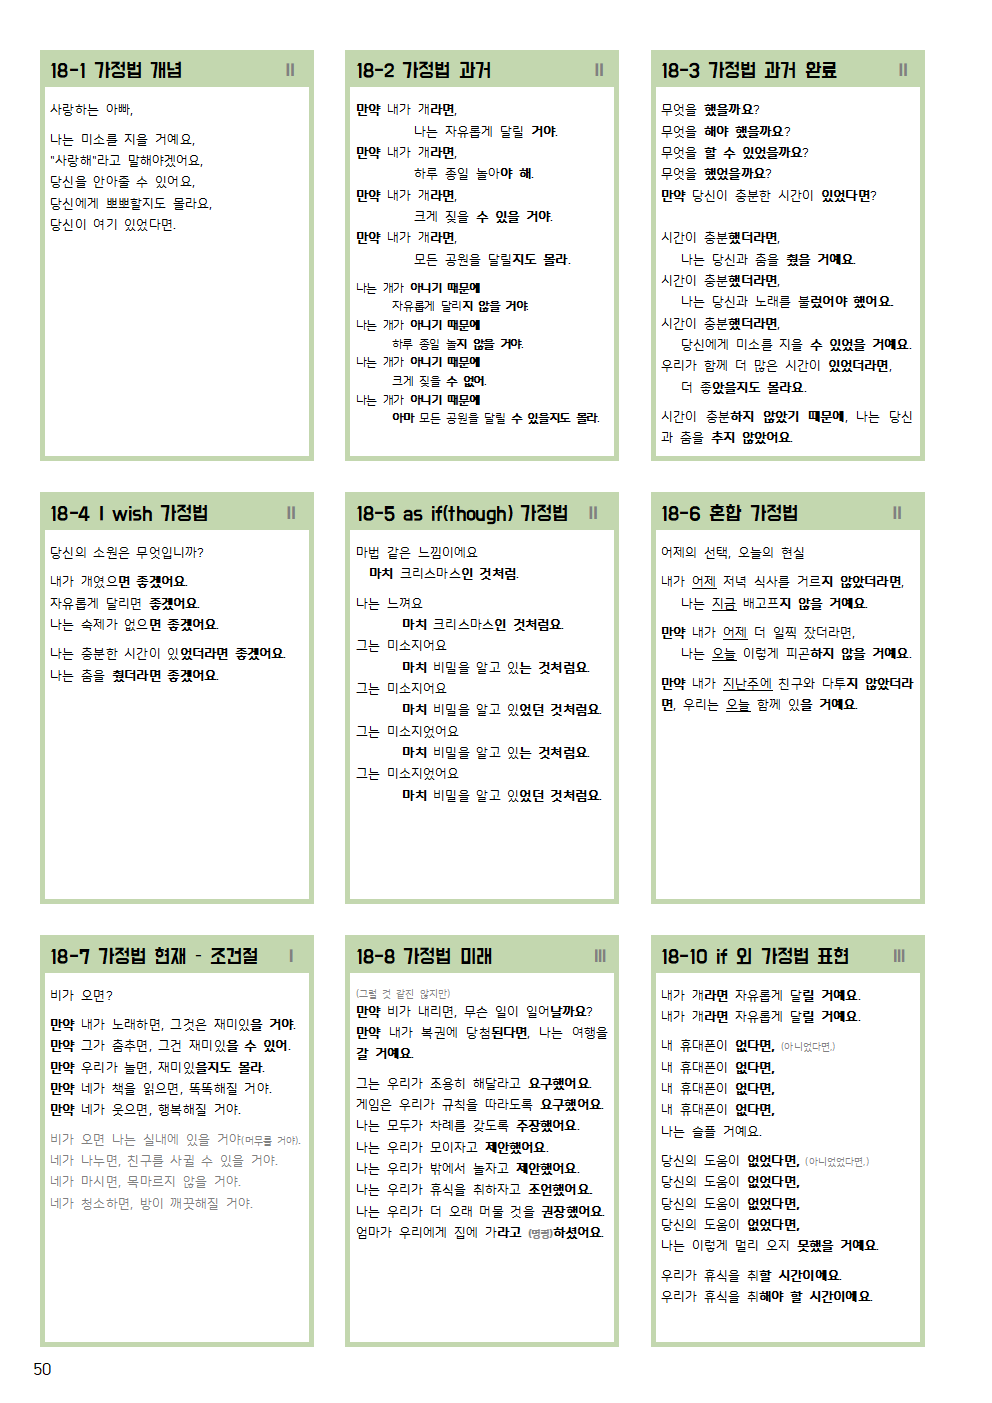 18-1 가정법 개념 II
사랑하는 아빠,
나는 미소를 지을 거예요,
"사랑해"라고 말해야겠어요,
당신을 안아줄 수 있어요,
당신에게 뽀뽀할지도 몰라요,
당신이 여기 있었다면.
18-2 가정법 과거 II
만약 내가 개라면,
나는 자유롭게 달릴 거야.
만약 내가 개라면,
하루 종일 놀아야 해.
만약 내가 개라면,
크게 짖을 수 있을 거야.
만약 내가 개라면,
모든 공원을 달릴지도 몰라.
나는 개가 아니기 때문에
자유롭게 달리지 않을 거야.
나는 개가 아니기 때문에
하루 종일 놀지 않을 거야.
나는 개가 아니기 때문에
크게 짖을 수 없어.
나는 개가 아니기 때문에
아마 모든 공원을 달릴 수 있을지도 몰라.
18-3 가정법 과거 완료 II
무엇을 했을까요?
무엇을 해야 했을까요?
무엇을 할 수 있었을까요?
무엇을 했었을까요?
만약 당신이 충분한 시간이 있었다면?
시간이 충분했더라면,
나는 당신과 춤을 췄을 거예요.
시간이 충분했더라면,
나는 당신과 노래를 불렀어야 했어요.
시간이 충분했더라면,
당신에게 미소를 지을 수 있었을 거예요.
우리가 함께 더 많은 시간이 있었더라면,
더 좋았을지도 몰라요.
시간이 충분하지 않았기 때문에, 나는 당신
과 춤을 추지 않았어요.
18-4 I wish 가정법 II
당신의 소원은 무엇입니까?
내가 개였으면 좋겠어요.
자유롭게 달리면 좋겠어요.
나는 숙제가 없으면 좋겠어요.
나는 충분한 시간이 있었더라면 좋겠어요.
나는 춤을 췄더라면 좋겠어요.
18-5 as if(though) 가정법 II
마법 같은 느낌이에요
마치 크리스마스인 것처럼.
나는 느껴요
마치 크리스마스인 것처럼요.
그는 미소지어요
마치 비밀을 알고 있는 것처럼요.
그는 미소지어요
마치 비밀을 알고 있었던 것처럼요.
그는 미소지었어요
마치 비밀을 알고 있는 것처럼요.
그는 미소지었어요
마치 비밀을 알고 있었던 것처럼요.
18-6 혼합 가정법 II
어제의 선택, 오늘의 현실
내가 어제 저녁 식사를 거르지 않았더라면,
나는 지금 배고프지 않을 거예요.
만약 내가 어제 더 일찍 잤더라면,
나는 오늘 이렇게 피곤하지 않을 거예요.
만약 내가 지난주에 친구와 다투지 않았더라
면, 우리는 오늘 함께 있을 거예요.
18-7 가정법 현재 - 조건절 I
비가 오면?
만약 내가 노래하면, 그것은 재미있을 거야.
만약 그가 춤추면, 그건 재미있을 수 있어.
만약 우리가 놀면, 재미있을지도 몰라.
만약 네가 책을 읽으면, 똑똑해질 거야.
만약 네가 웃으면, 행복해질 거야.
비가 오면 나는 실내에 있을 거야(머무를 거야).
네가 나누면, 친구를 사귈 수 있을 거야.
네가 마시면, 목마르지 않을 거야.
네가 청소하면, 방이 깨끗해질 거야.
18-8 가정법 미래 III
(그럴 것 같진 않지만)
만약 비가 내리면, 무슨 일이 일어날까요?
만약 내가 복권에 당첨된다면, 나는 여행을
갈 거예요.
그는 우리가 조용히 해달라고 요구했어요.
게임은 우리가 규칙을 따라도록 요구했어요.
나는 모두가 차례를 갖도록 주장했어요.
나는 우리가 모이자고 제안했어요.
나는 우리가 밖에서 놀자고 제안했어요.
나는 우리가 휴식을 취하자고 조언했어요.
나는 우리가 더 오래 머물 것을 권장했어요.
엄마가 우리에게 집에 가라고 (명령)하셨어요.
18-10 if 외 가정법 표현 III
내가 개라면 자유롭게 달릴 거예요.
내가 개라면 자유롭게 달릴 거예요.
내 휴대폰이 없다면, (아니었다면,)
내 휴대폰이 없다면,
내 휴대폰이 없다면,
내 휴대폰이 없다면,
나는 슬플 거예요.
당신의 도움이 없었다면, (아니었었다면,)
당신의 도움이 없었다면,
당신의 도움이 없었다면,
당신의 도움이 없었다면,
나는 이렇게 멀리 오지 못했을 거예요.
우리가 휴식을 취할 시간이에요.
우리가 휴식을 취해야 할 시간이에요.
50